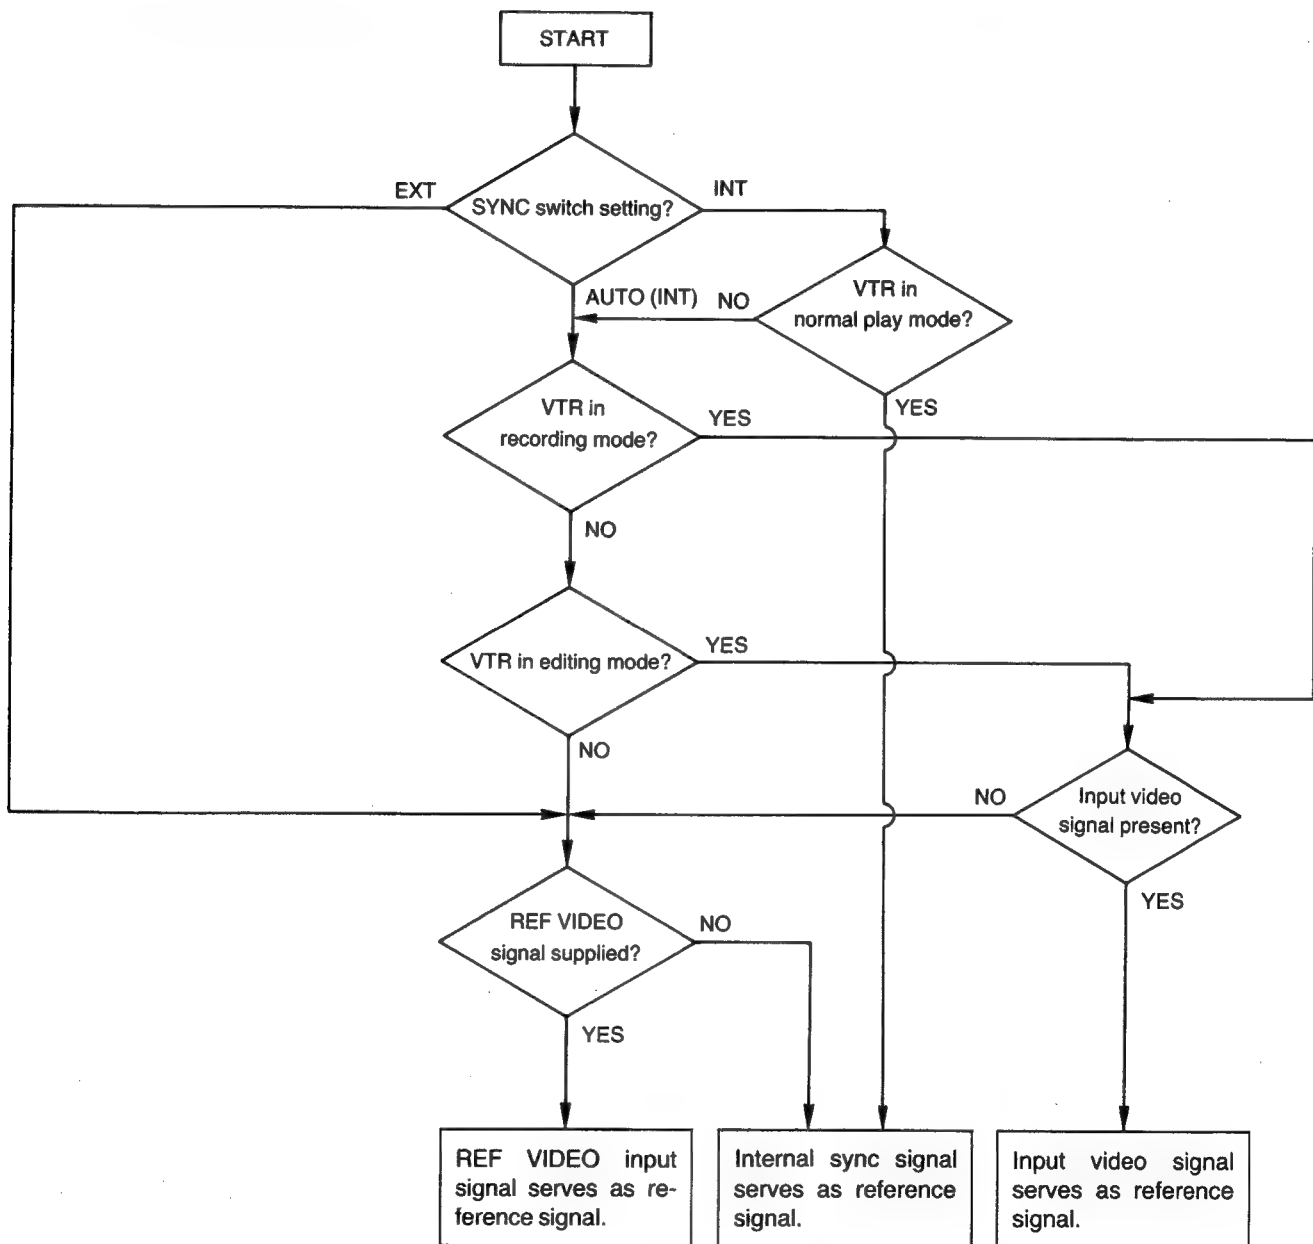 START
EXT
INT
SYNC switch setting?
AUTO (INT)
NO
VTR in
normal play mode?
YES
VTR in
recording mode?
YES
NO
VTR in editing mode?
YES
NO
NO
Input video
signal present?
YES
REF VIDEO
signal supplied?
NO
YES
REF VIDEO input
signal serves as re-
ference signal.
Internal sync signal
serves as reference
signal.
Input video signal
serves as reference
signal.